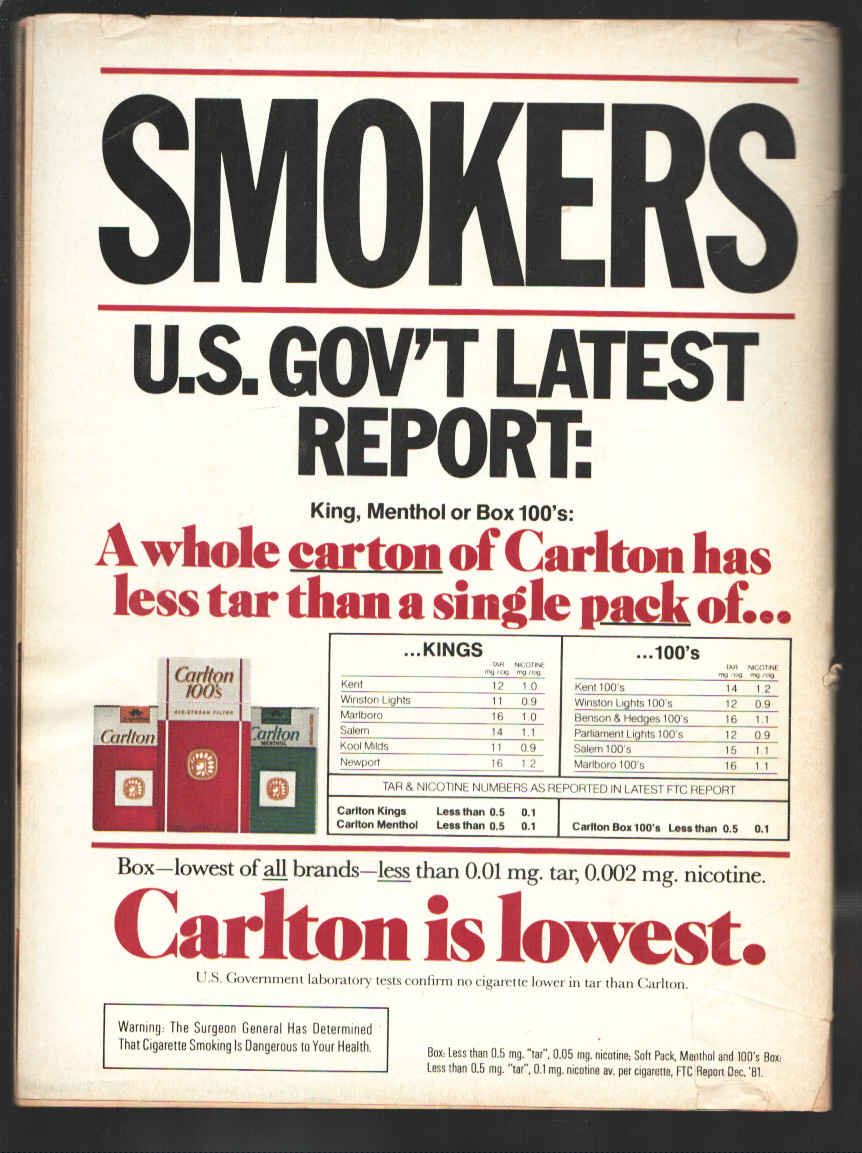 SMOKERS
U.S. GOV'T LATEST
REPORT:
King, Menthol or Box 100's:
A whole carton of Carlton has
less tar than a single pack of...
...KINGS
TAR NICOTINE
mg./cig. mg./cig.
Kent 12 1.0
Winston Lights 11 0.9
Marlboro 16 1.0
Salem 14 1.1
Kool Milds 11 0.9
Newport 16 1.2
...100's
TAR NICOTINE
mg./cig. mg./cig.
Kent 100's 14 1.2
Winston Lights 100's 12 0.9
Benson & Hedges 100's 16 1.1
Parliament Lights 100's 12 0.9
Salem 100's 15 1.1
Marlboro 100's 16 1.1
TAR & NICOTINE NUMBERS AS REPORTED IN LATEST FTC REPORT
Carlton Kings Less than 0.5 0.1
Carlton Menthol Less than 0.5 0.1
Carlton Box 100's Less than 0.5 0.1
Carlton
100's
AIR-STREAM FILTER
Carlton
Carlton
MENTHOL
Box—lowest of all brands—less than 0.01 mg. tar, 0.002 mg. nicotine.
Carlton is lowest.
U.S. Government laboratory tests confirm no cigarette lower in tar than Carlton.
Warning: The Surgeon General Has Determined
That Cigarette Smoking Is Dangerous to Your Health.
Box: Less than 0.5 mg. "tar", 0.05 mg. nicotine; Soft Pack, Menthol and 100's Box:
Less than 0.5 mg. "tar", 0.1 mg. nicotine av. per cigarette, FTC Report Dec. '81.